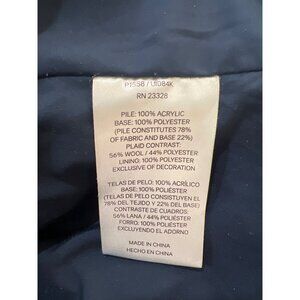 RN 23328
PILE: 100% ACRYLIC
BASE: 100% POLYESTER
(PILE CONSTITUTES 78%
OF FABRIC AND BASE 22%)
PLAID CONTRAST:
56% WOOL / 44% POLYESTER
LINING: 100% POLYESTER
EXCLUSIVE OF DECORATION
TELAS DE PELO: 100% ACRÍLICO
BASE: 100% POLIÉSTER
(TELAS DE PELO CONSTITUYEN EL
78% DEL TEJIDO Y 22% DEL BASE)
CONTRASTE DE CUADROS:
56% LANA / 44% POLIÉSTER
FORRO: 100% POLIÉSTER
EXCLUYENDO EL ADORNO
MADE IN CHINA
HECHO EN CHINA